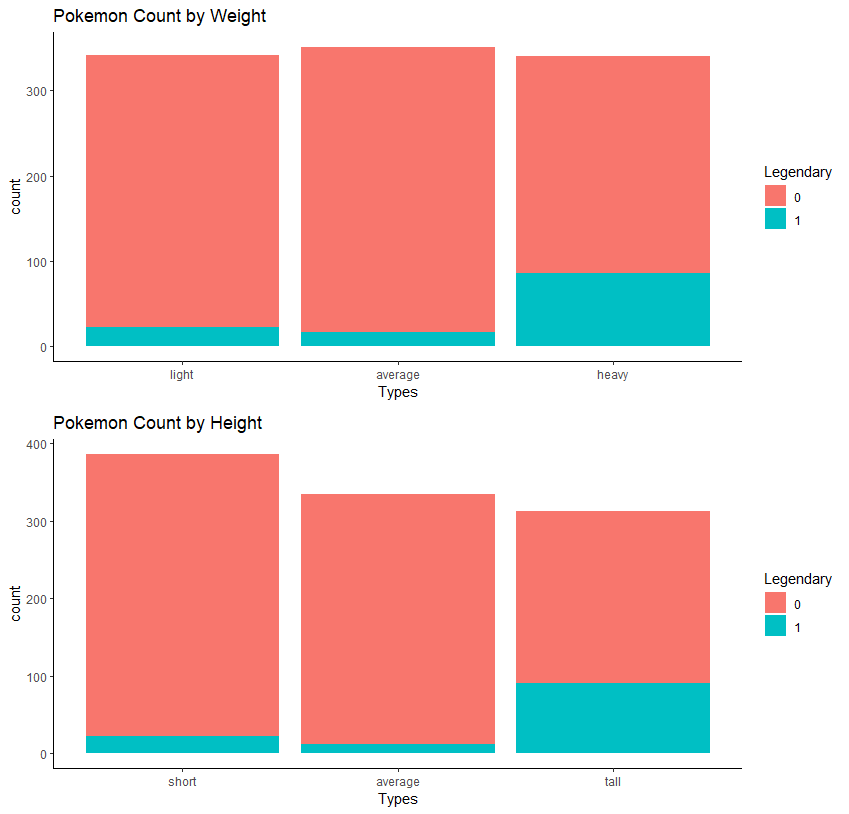 Pokemon Count by Weight
300
200
100
0
count
light
average
heavy
Types
Legendary
0
1
Pokemon Count by Height
400
300
200
100
0
count
short
average
tall
Types
Legendary
0
1